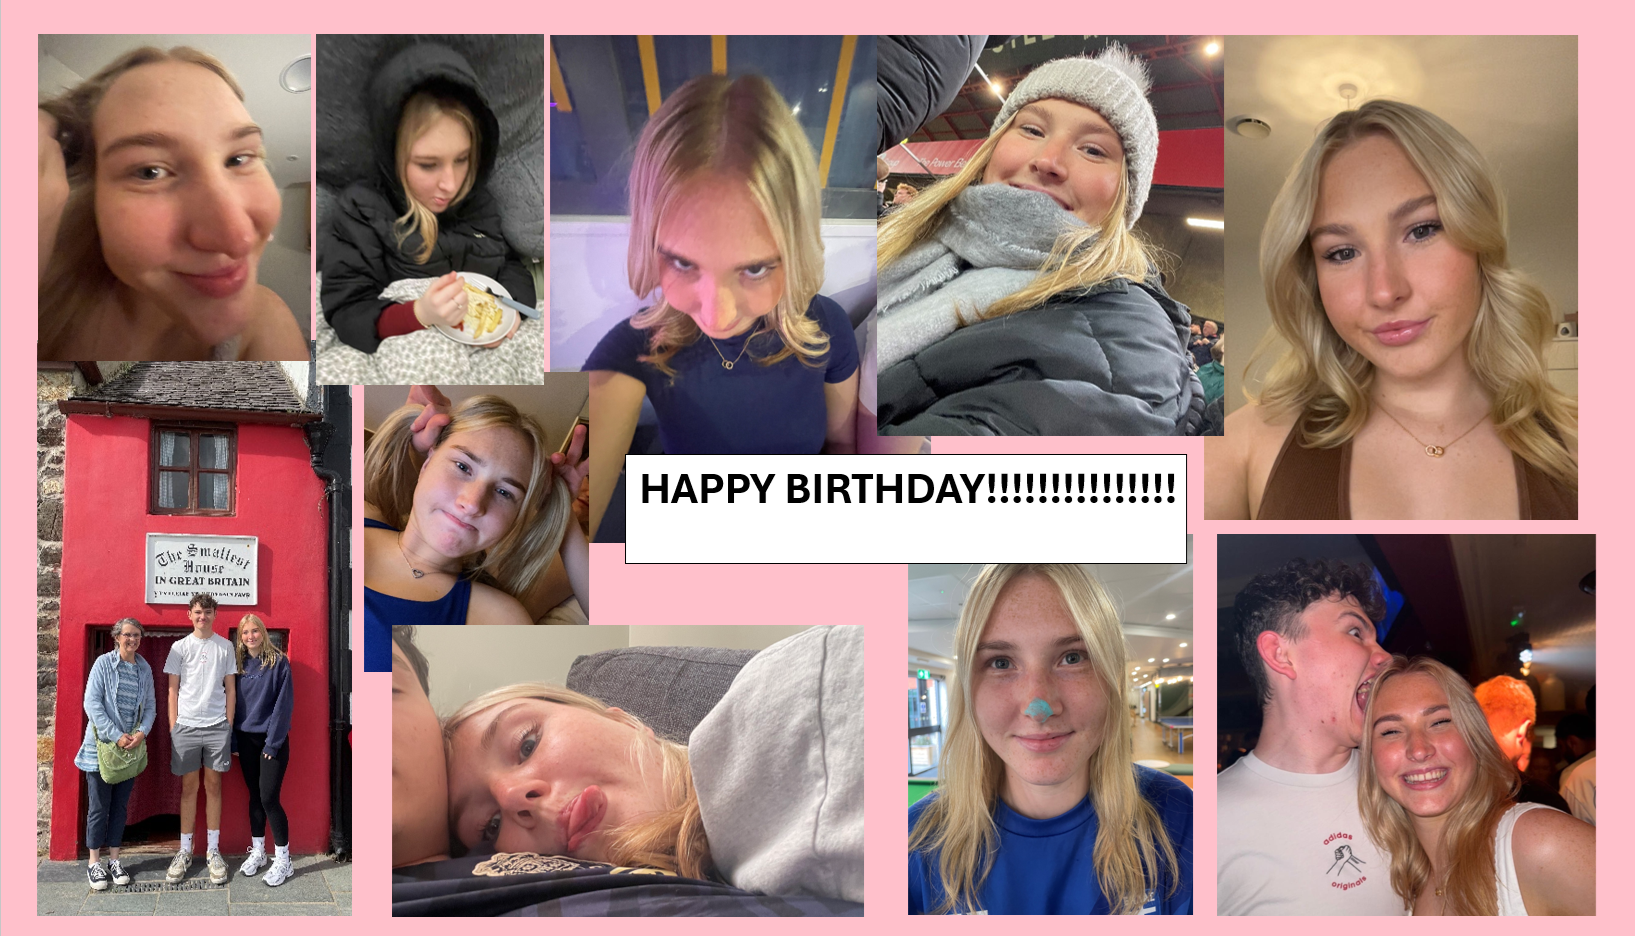 HAPPY BIRTHDAY!!!!!!!!!!!!!!!
The Smallest
House
IN GREAT BRITAIN
adidas
originals